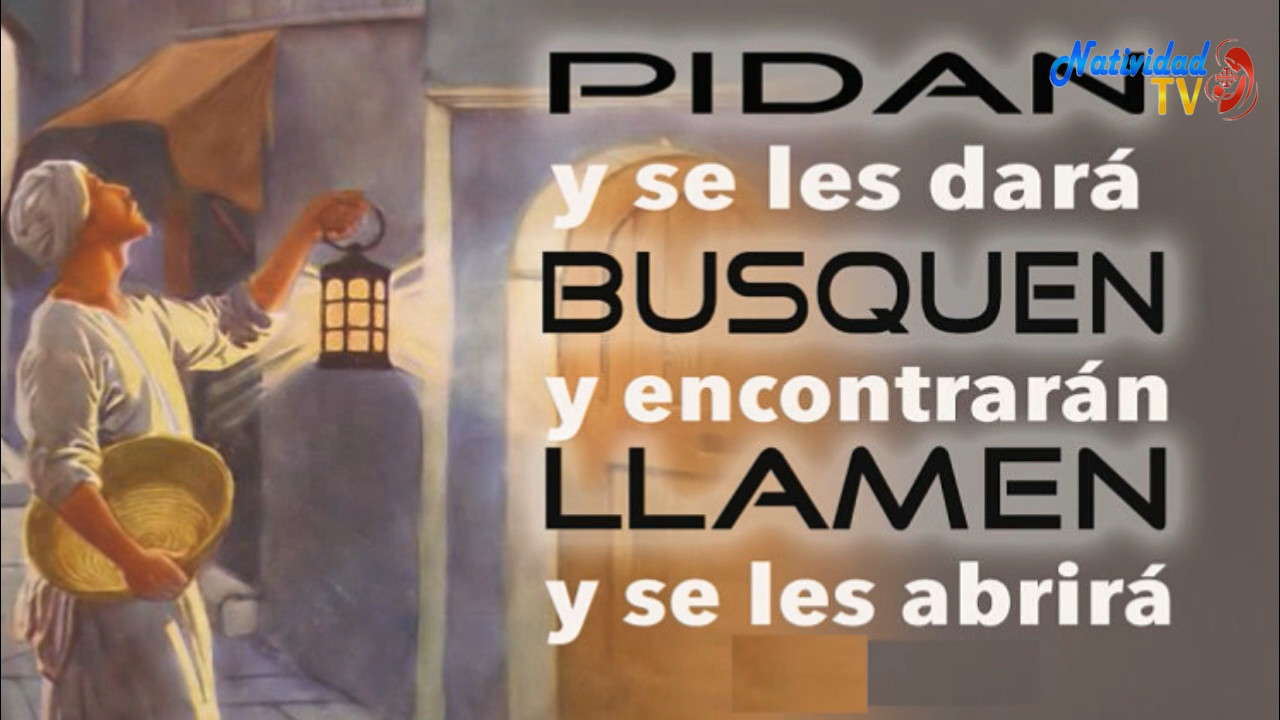 PIDAN
Natividad
TV
y se les dará
BUSQUEN
y encontrarán
LLAMEN
y se les abrirá